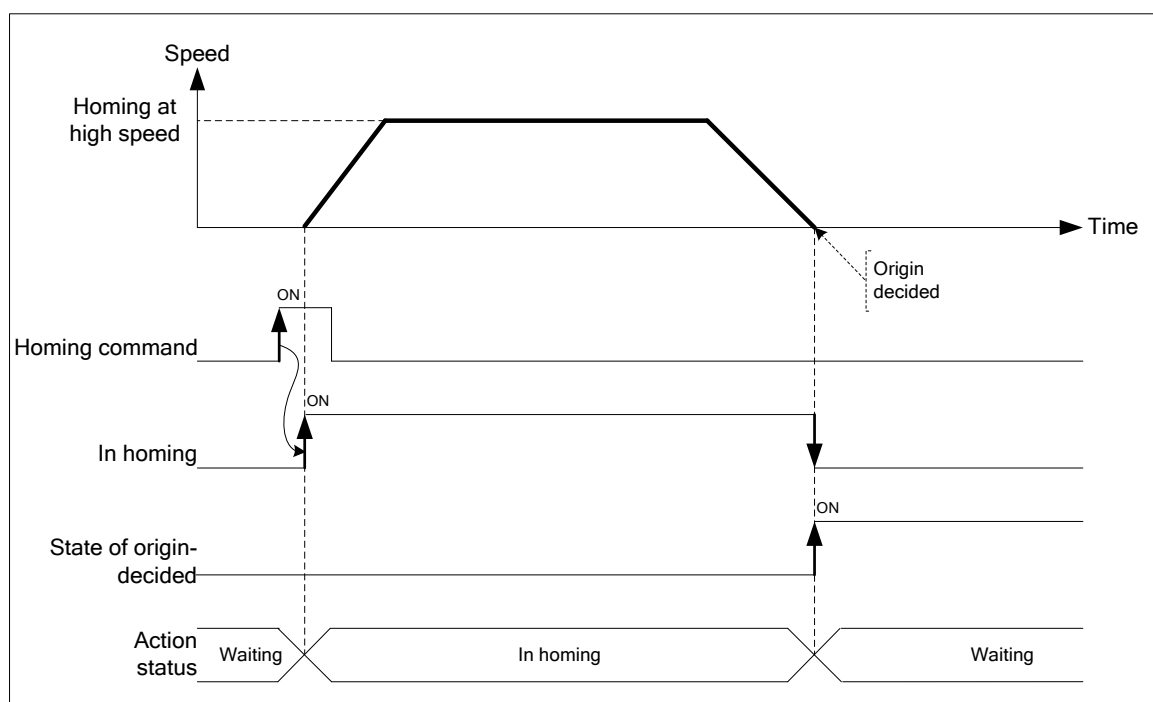 Speed
Homing at
high speed
Time
Origin
decided
ON
Homing command
ON
In homing
ON
State of origin-
decided
Action
status
Waiting
In homing
Waiting